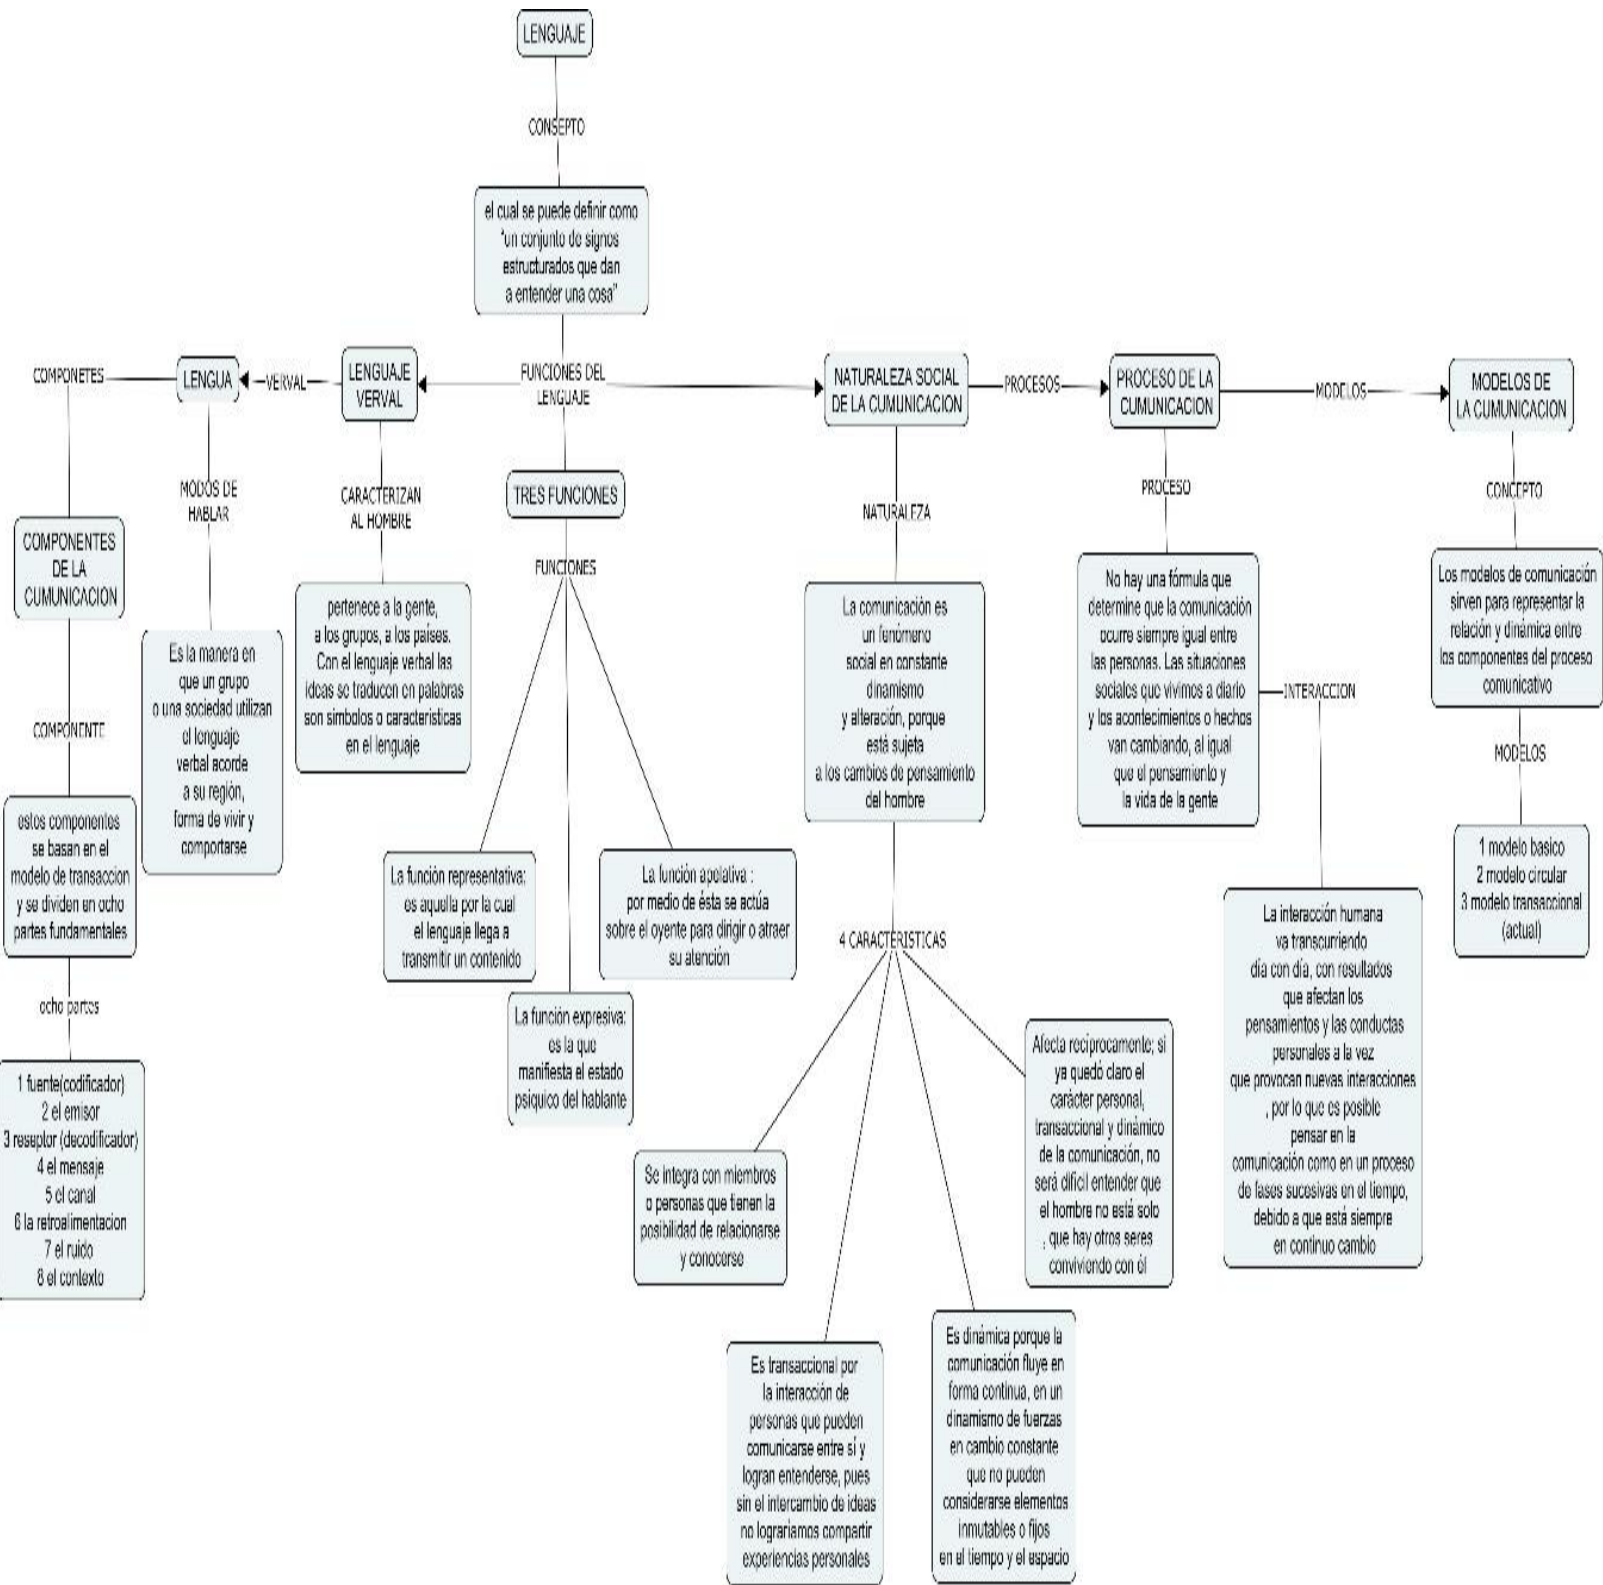 LENGUAJE
CONSEPTO
el cual se puede definir como
"un conjunto de signos
estructurados que dan
a entender una cosa"
FUNCIONES DEL
LENGUAJE
LENGUAJE
VERVAL
VERVAL
LENGUA
COMPONETES
COMPONENTES
DE LA
CUMUNICACION
COMPONENTE
estos componentes
se basan en el
modelo de transaccion
y se dividen en ocho
partes fundamentales
ocho partes
1 fuente(codificador)
2 el emisor
3 reseptor (decodificador)
4 el mensaje
5 el canal
6 la retroalimentacion
7 el ruido
8 el contexto
MODOS DE
HABLAR
Es la manera en
que un grupo
o una sociedad utilizan
el lenguaje
verbal acorde
a su región,
forma de vivir y
comportarse
CARACTERIZAN
AL HOMBRE
pertenece a la gente,
a los grupos, a los países.
Con el lenguaje verbal las
ideas se traducen en palabras
son simbolos o caracteristicas
en el lenguaje
TRES FUNCIONES
FUNCIONES
La función representativa:
es aquella por la cual
el lenguaje llega a
transmitir un contenido
La función expresiva:
es la que
manifiesta el estado
psiquico del hablante
La función apelativa :
por medio de ésta se actúa
sobre el oyente para dirigir o atraer
su atención
NATURALEZA SOCIAL
DE LA CUMUNICACION
NATURALEZA
La comunicación es
un fenómeno
social en constante
dinamismo
y alteración, porque
está sujeta
a los cambios de pensamiento
del hombre
4 CARACTERISTICAS
Se integra con miembros
o personas que tienen la
posibilidad de relacionarse
y conocerse
Es transaccional por
la interacción de
personas que pueden
comunicarse entre sí y
logran entenderse, pues
sin el intercambio de ideas
no lograriamos compartir
experiencias personales
Es dinámica porque la
comunicación fluye en
forma continua, en un
dinamismo de fuerzas
en cambio constante
que no pueden
considerarse elementos
inmutables o fijos
en el tiempo y el espacio
Afecta reciprocamente; si
ya quedó claro el
carácter personal,
transaccional y dinámico
de la comunicación, no
será difícil entender que
el hombre no está solo
, que hay otros seres
conviviendo con él
PROCESOS
PROCESO DE LA
CUMUNICACION
PROCESO
No hay una fórmula que
determine que la comunicación
ocurre siempre igual entre
las personas. Las situaciones
sociales que vivimos a diario
y los acontecimientos o hechos
van cambiando, al igual
que el pensamiento y
la vida de la gente
INTERACCION
La interacción humana
va transcurriendo
día con día, con resultados
que afectan los
pensamientos y las conductas
personales a la vez
que provocan nuevas interacciones
, por lo que es posible
pensar en la
comunicación como en un proceso
de fases sucesivas en el tiempo,
debido a que está siempre
en continuo cambio
MODELOS
MODELOS DE
LA CUMUNICACION
CONCEPTO
Los modelos de comunicación
sirven para representar la
relación y dinámica entre
los componentes del proceso
comunicativo
MODELOS
1 modelo basico
2 modelo circular
3 modelo transaccional
(actual)